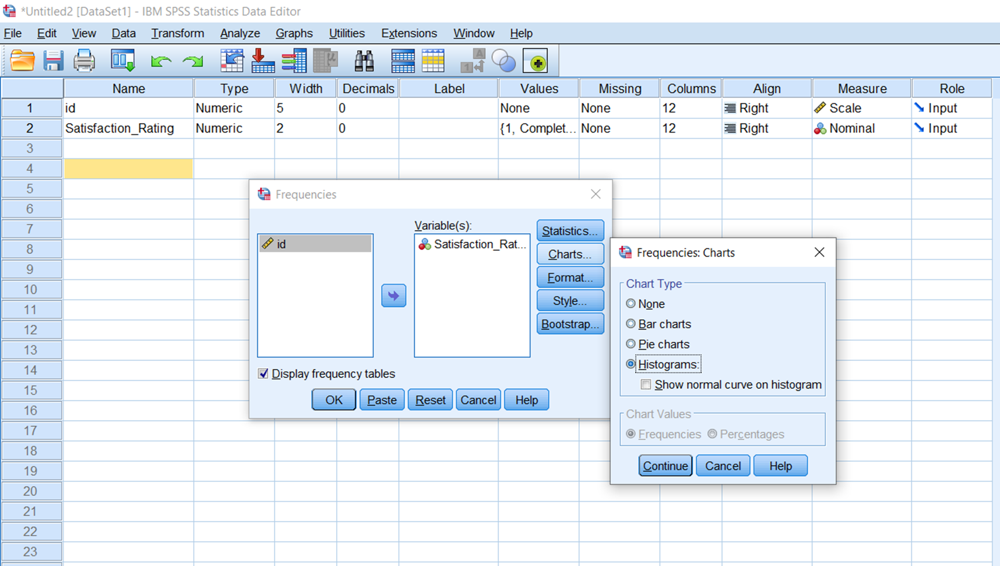 *Untitled2 [DataSet1] - IBM SPSS Statistics Data Editor
File Edit View Data Transform Analyze Graphs Utilities Extensions Window Help
Name Type Width Decimals Label Values Missing Columns Align Measure Role
1 id Numeric 5 0 None None 12 Right Scale Input
2 Satisfaction_Rating Numeric 2 0 {1, Complet... None 12 Right Nominal Input
3
4
5
6
7
8
9
10
11
12
13
14
15
16
17
18
19
20
21
22
23
Frequencies
Variable(s):
id
Satisfaction_Rat...
Statistics...
Charts...
Format...
Style...
Bootstrap...
Display frequency tables
OK Paste Reset Cancel Help
Frequencies: Charts
Chart Type
None
Bar charts
Pie charts
Histograms:
Show normal curve on histogram
Chart Values
Frequencies Percentages
Continue Cancel Help